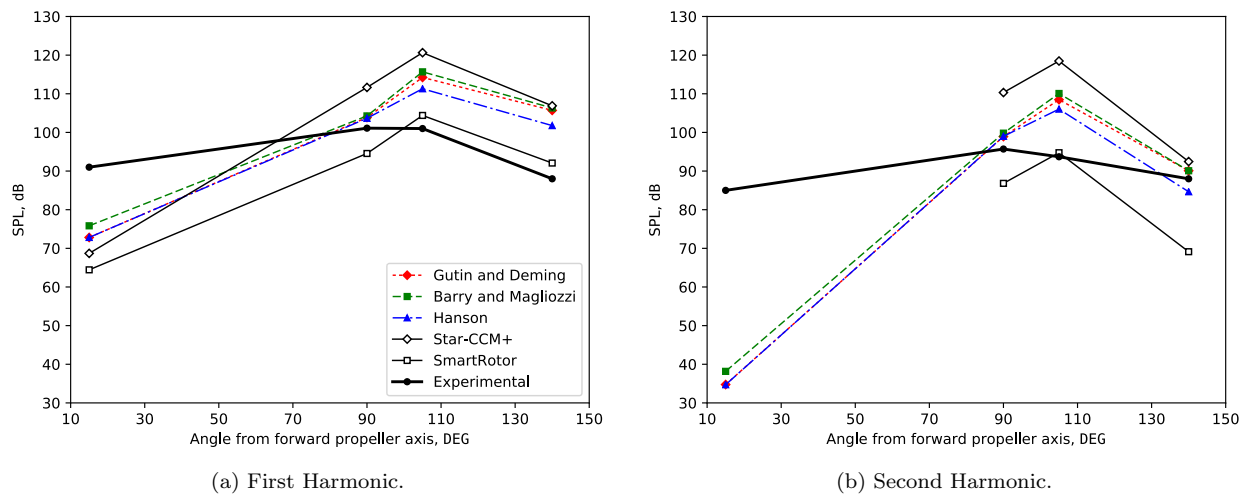 130
120
110
100
90
80
70
60
50
40
30
SPL, dB
10 30 50 70 90 110 130 150
Angle from forward propeller axis, DEG
Gutin and Deming
Barry and Magliozzi
Hanson
Star-CCM+
SmartRotor
Experimental
(a) First Harmonic.
130
120
110
100
90
80
70
60
50
40
30
SPL, dB
10 30 50 70 90 110 130 150
Angle from forward propeller axis, DEG
(b) Second Harmonic.